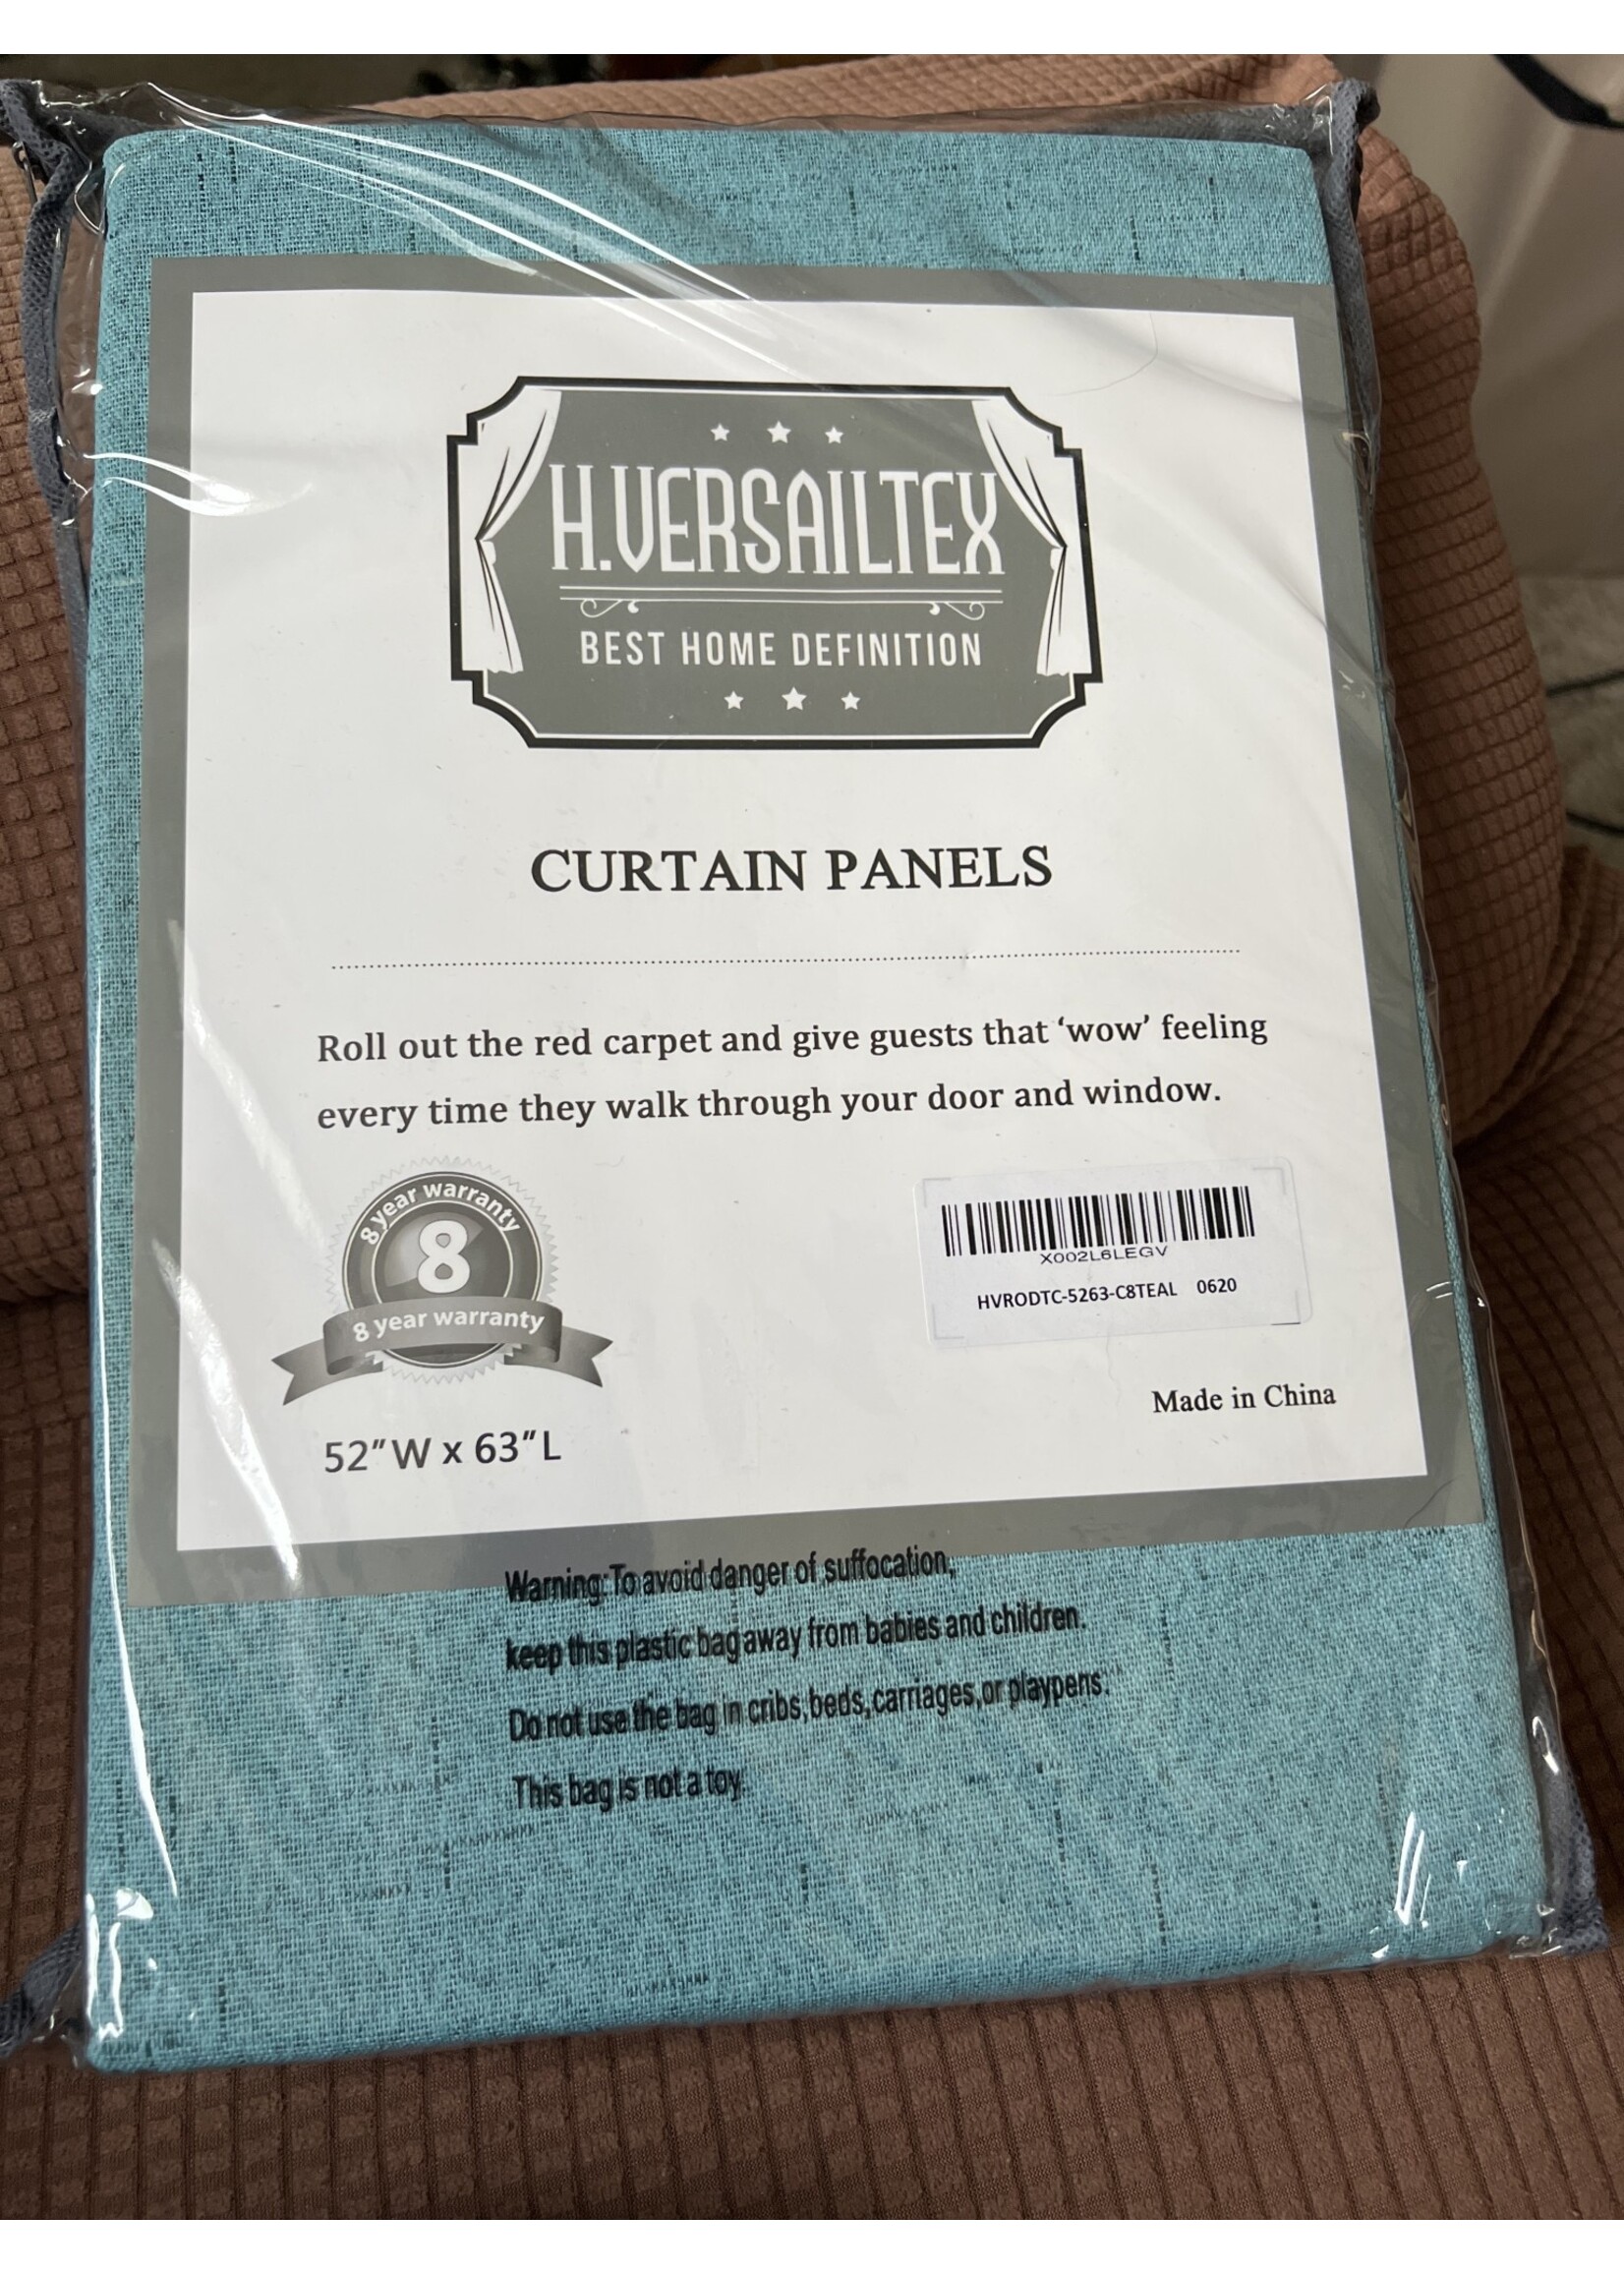 H.VERSAILTEX
BEST HOME DEFINITION
CURTAIN PANELS
Roll out the red carpet and give guests that ‘wow’ feeling
every time they walk through your door and window.
8 year warranty
8
8 year warranty
X002L6LEGV
HVRODTC-5263-C8TEAL 0620
Made in China
52"W x 63"L
Warning:To avoid danger of suffocation,
keep this plastic bag away from babies and children.
Do not use the bag in cribs,beds,carriages,or playpens.
This bag is not a toy.